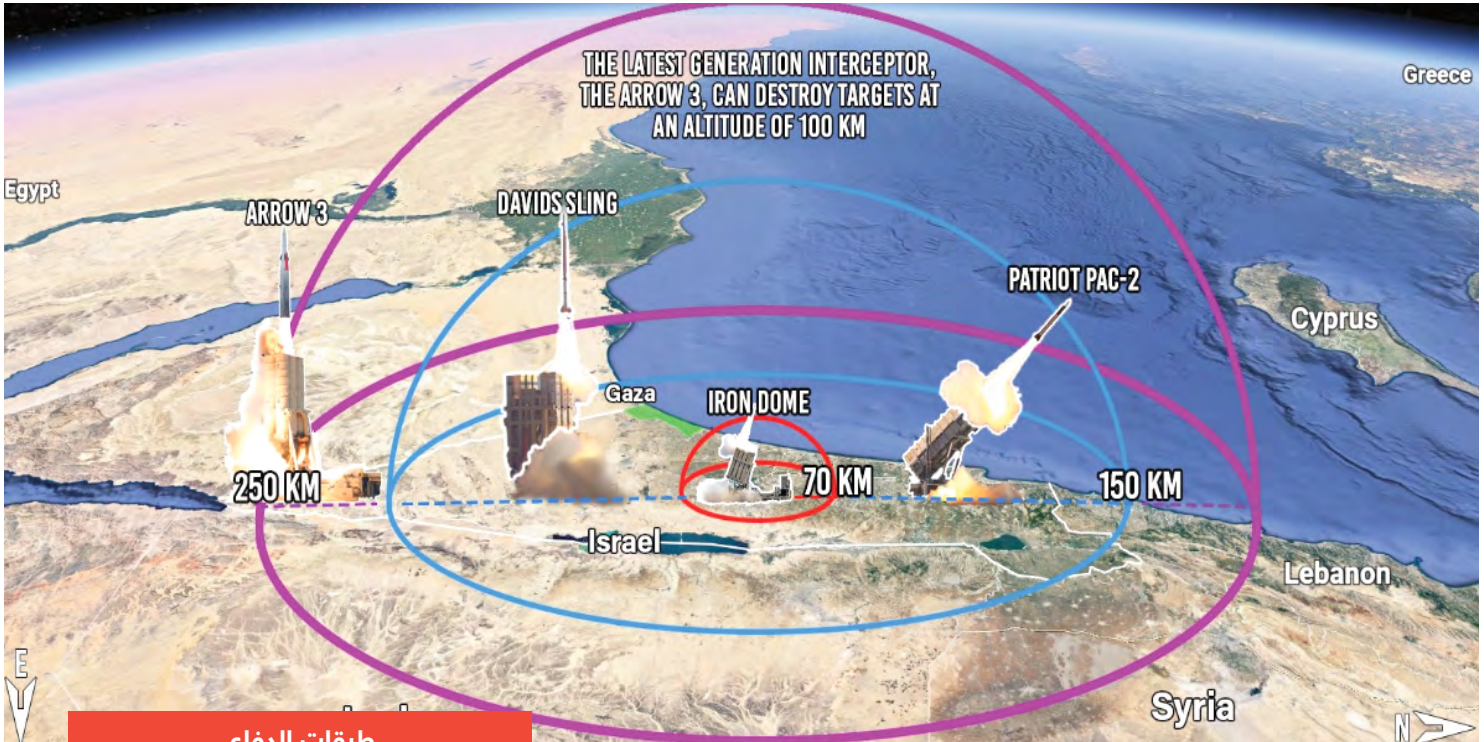 THE LATEST GENERATION INTERCEPTOR,
THE ARROW 3, CAN DESTROY TARGETS AT
AN ALTITUDE OF 100 KM
Greece
Egypt
ARROW 3
DAVIDS SLING
PATRIOT PAC-2
Cyprus
Gaza
IRON DOME
250 KM
70 KM
150 KM
Israel
Lebanon
E
Syria
N
طبقات الدفاع